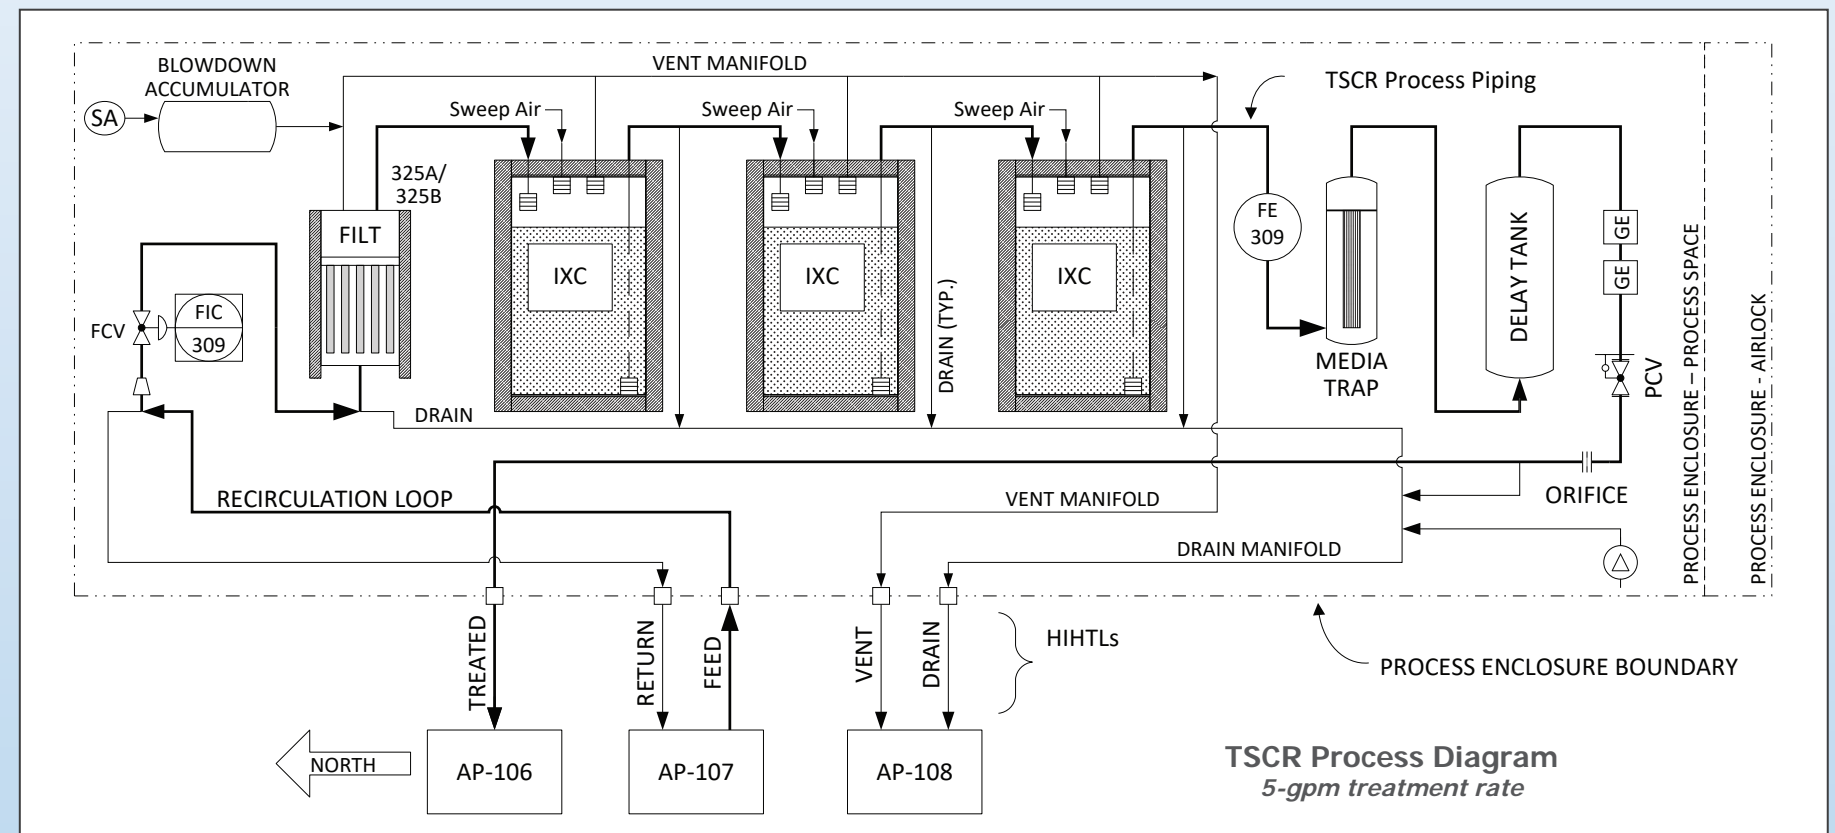 BLOWDOWN
ACCUMULATOR
SA
VENT MANIFOLD
TSCR Process Piping
Sweep Air
Sweep Air
Sweep Air
325A/
325B
FILT
IXC
IXC
IXC
FE
309
FCV
FIC
309
MEDIA
TRAP
DELAY TANK
GE
GE
PCV
DRAIN (TYP.)
DRAIN
PROCESS ENCLOSURE – PROCESS SPACE
PROCESS ENCLOSURE - AIRLOCK
RECIRCULATION LOOP
VENT MANIFOLD
ORIFICE
DRAIN MANIFOLD
TREATED
RETURN
FEED
VENT
DRAIN
HIHTLs
PROCESS ENCLOSURE BOUNDARY
NORTH
AP-106
AP-107
AP-108
TSCR Process Diagram
5-gpm treatment rate